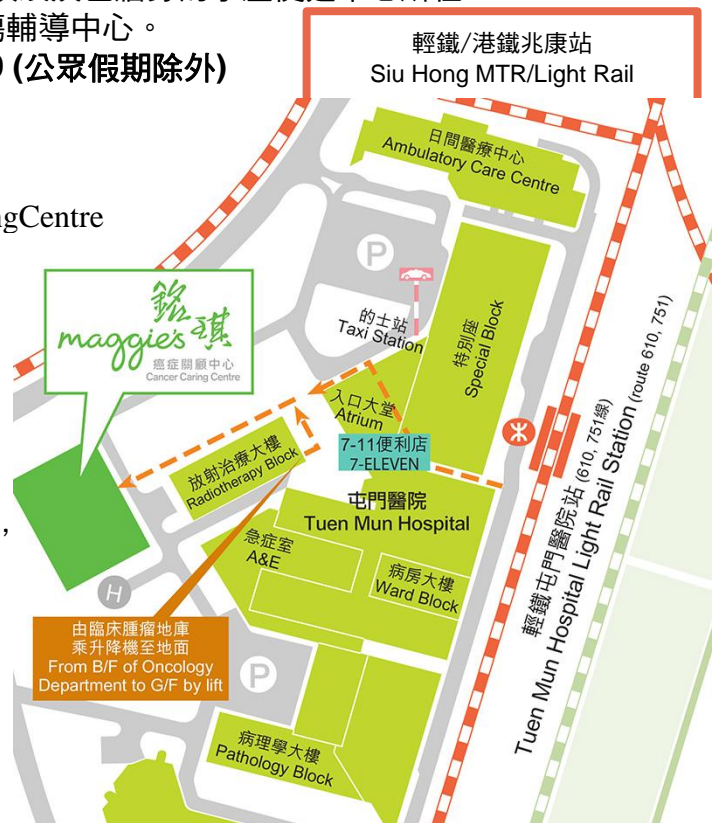 傷輔導中心。
(公眾假期除外)
輕鐵/港鐵兆康站
Siu Hong MTR/Light Rail
日間醫療中心
Ambulatory Care Centre
ngCentre
P
銘琪
maggie's
癌症關顧中心
Cancer Caring Centre
的士站
Taxi Station
特別座
Special Block
入口大堂
Atrium
7-11便利店
7-ELEVEN
放射治療大樓
Radiotherapy Block
屯門醫院
Tuen Mun Hospital
急症室
A&E
病房大樓
Ward Block
輕鐵屯門醫院站 (610, 751線)
Tuen Mun Hospital Light Rail Station (route 610, 751)
,
H
由臨床腫瘤地庫
乘升降機至地面
From B/F of Oncology
Department to G/F by lift
P
病理學大樓
Pathology Block